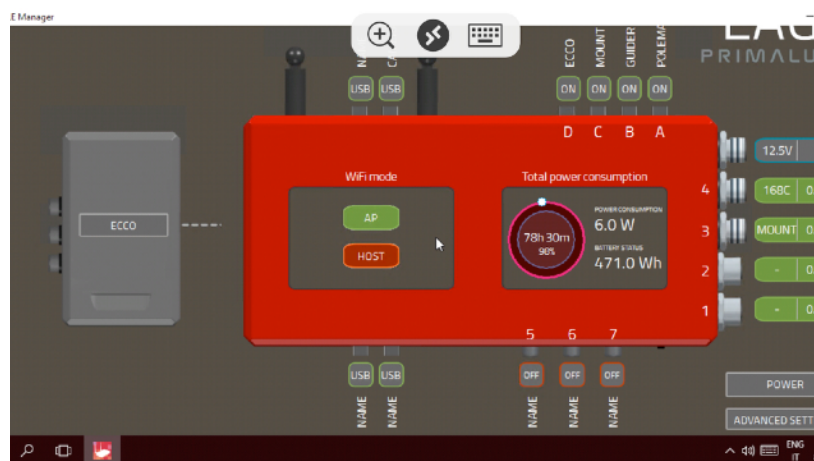 E Manager
ECCO
MOUNT
GUIDER
POLEMA
PRIMALU
USB
USB
ON
ON
ON
ON
D
C
B
A
12.5V
WiFi mode
Total power consumption
4
168C
AP
POWER CONSUMPTION
6.0 W
ECCO
78h 30m
98%
3
MOUNT
HOST
BATTERY STATUS
471.0 Wh
2
-
1
-
5
6
7
USB
USB
OFF
OFF
OFF
NAME
NAME
NAME
NAME
NAME
POWER
ADVANCED SETT
ENG
IT